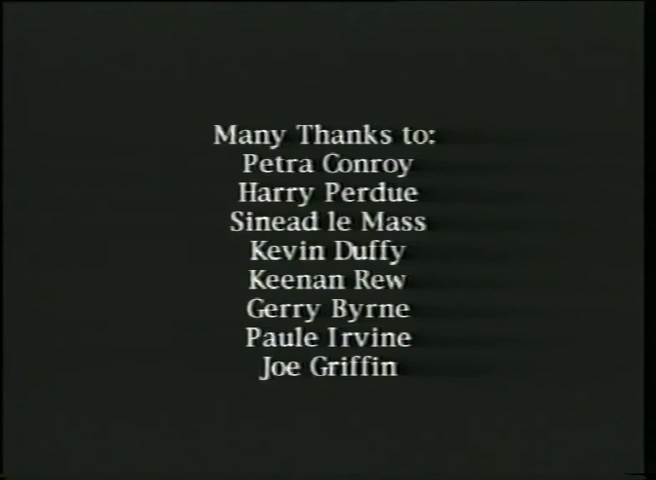 Many Thanks to:
Petra Conroy
Harry Perdue
Sinead le Mass
Kevin Duffy
Keenan Rew
Gerry Byrne
Paule Irvine
Joe Griffin